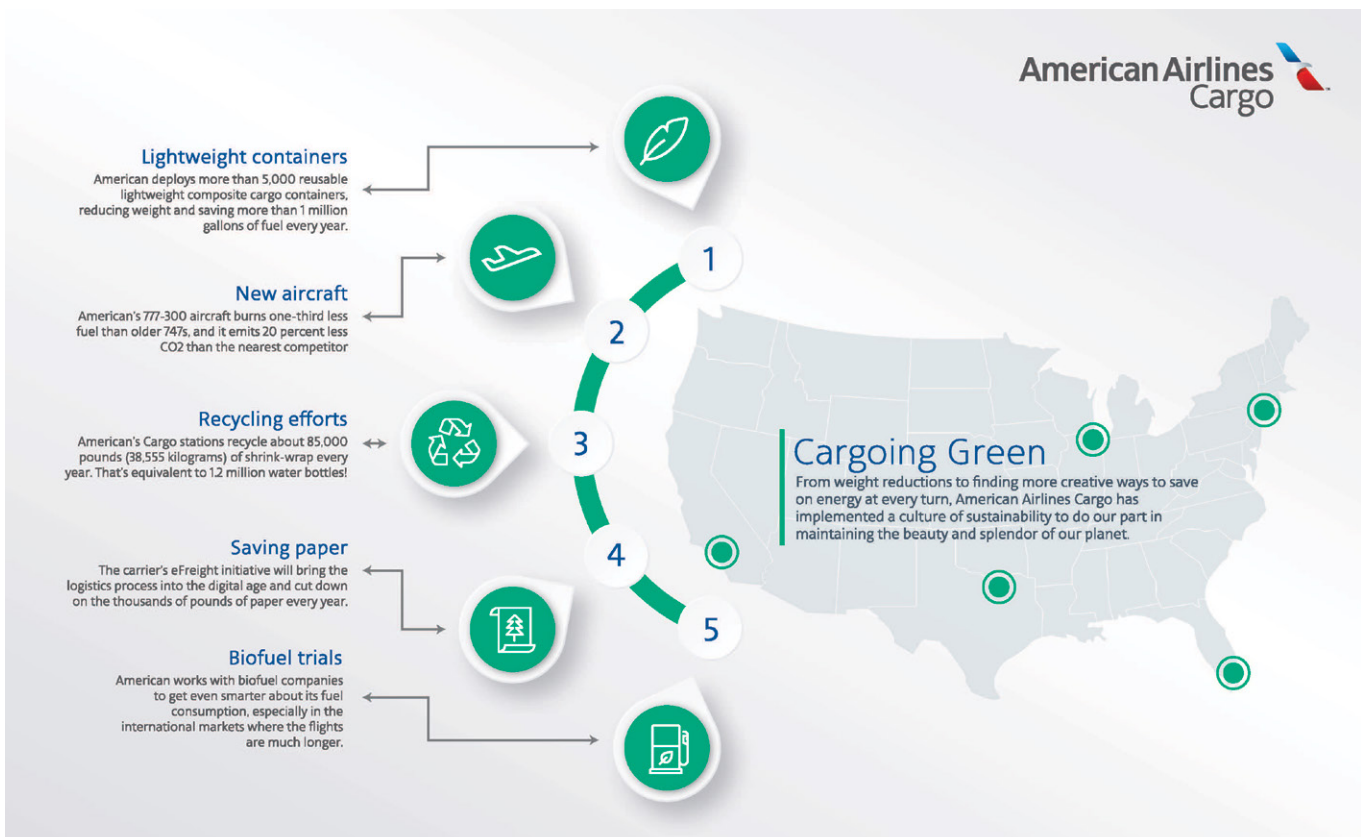 American Airlines
Cargo
Lightweight containers
American deploys more than 5,000 reusable
lightweight composite cargo containers,
reducing weight and saving more than 1 million
gallons of fuel every year.
New aircraft
American's 777-300 aircraft burns one-third less
fuel than older 747s, and it emits 20 percent less
CO2 than the nearest competitor
Recycling efforts
American's Cargo stations recycle about 85,000
pounds (38,555 kilograms) of shrink-wrap every
year. That's equivalent to 1.2 million water bottles!
Saving paper
The carrier's eFreight initiative will bring the
logistics process into the digital age and cut down
on the thousands of pounds of paper every year.
Biofuel trials
American works with biofuel companies
to get even smarter about its fuel
consumption, especially in the
international markets where the flights
are much longer.
1
2
3
4
5
Cargoing Green
From weight reductions to finding more creative ways to save
on energy at every turn, American Airlines Cargo has
implemented a culture of sustainability to do our part in
maintaining the beauty and splendor of our planet.